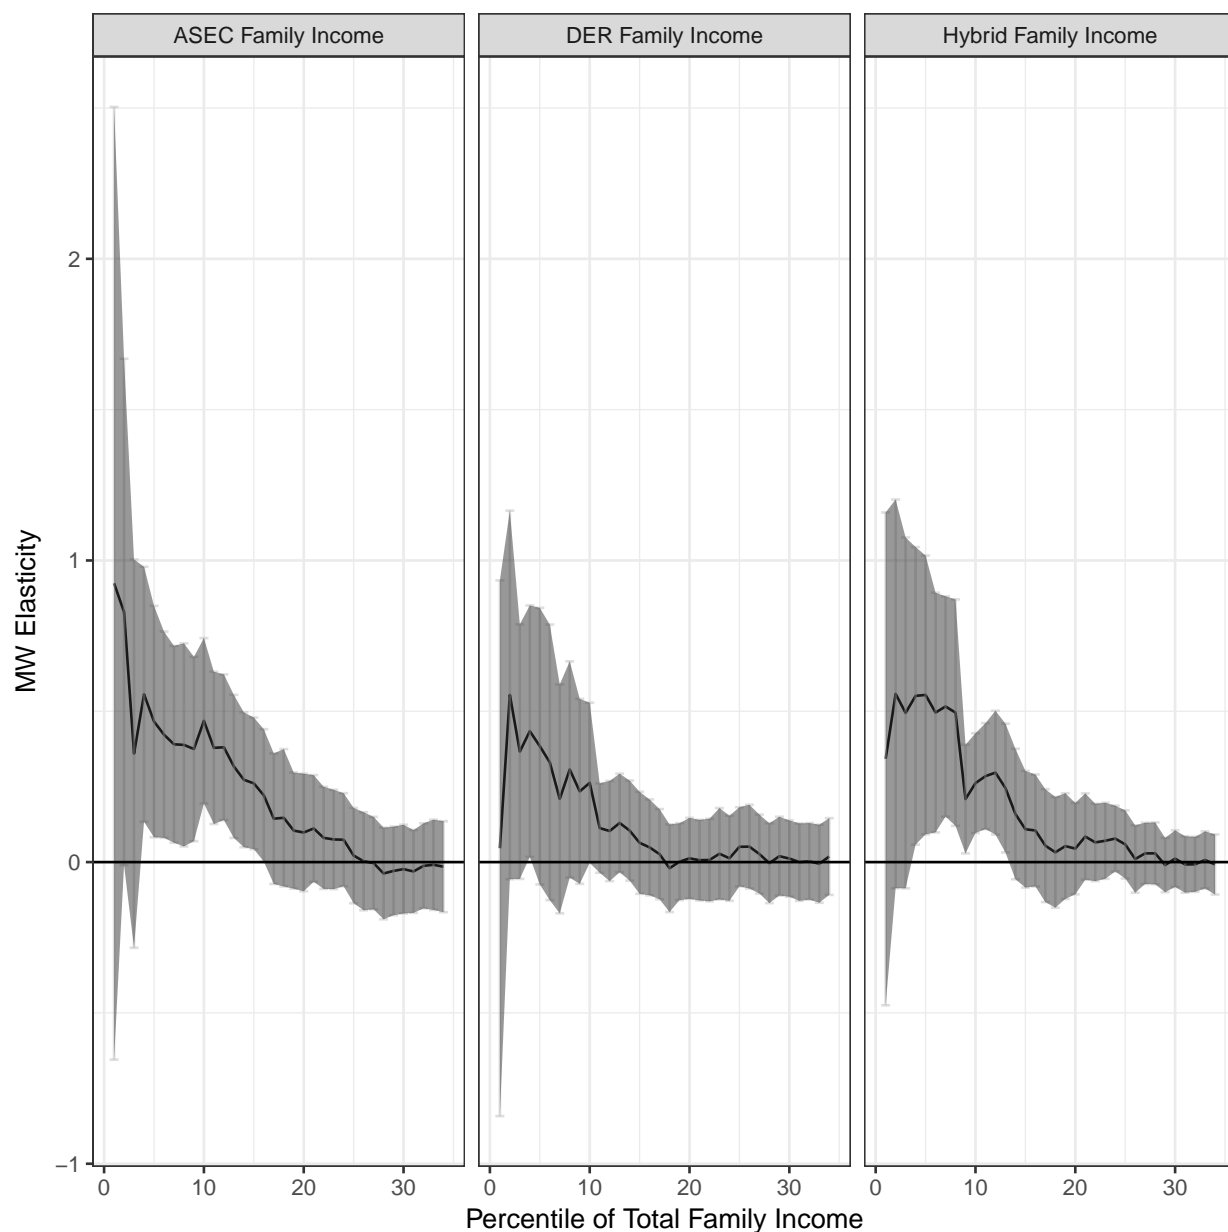 ASEC Family Income
DER Family Income
Hybrid Family Income
MW Elasticity
2
1
0
−1
0 10 20 30
0 10 20 30
0 10 20 30
Percentile of Total Family Income